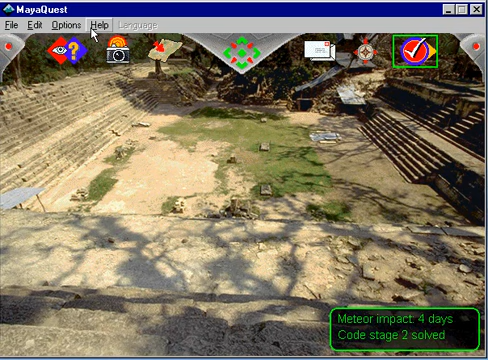 MayaQuest
File Edit Options Help Language
Meteor impact: 4 days
Code stage 2 solved